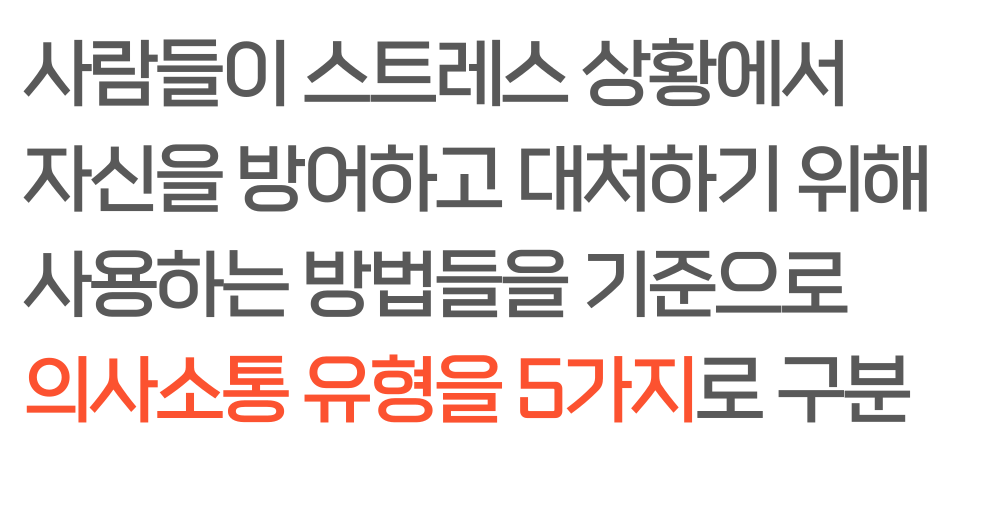 사람들이 스트레스 상황에서
자신을 방어하고 대처하기 위해
사용하는 방법들을 기준으로
의사소통 유형을 5가지로 구분